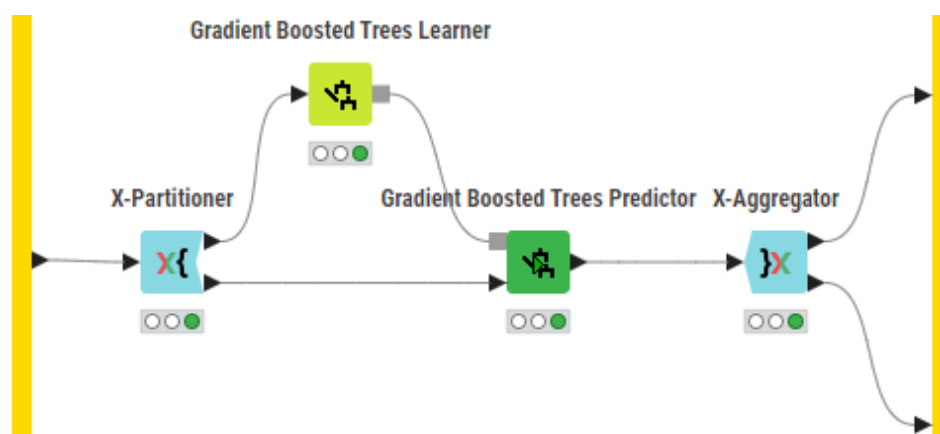 Gradient Boosted Trees Learner
X-Partitioner
Gradient Boosted Trees Predictor
X-Aggregator
X{
}X